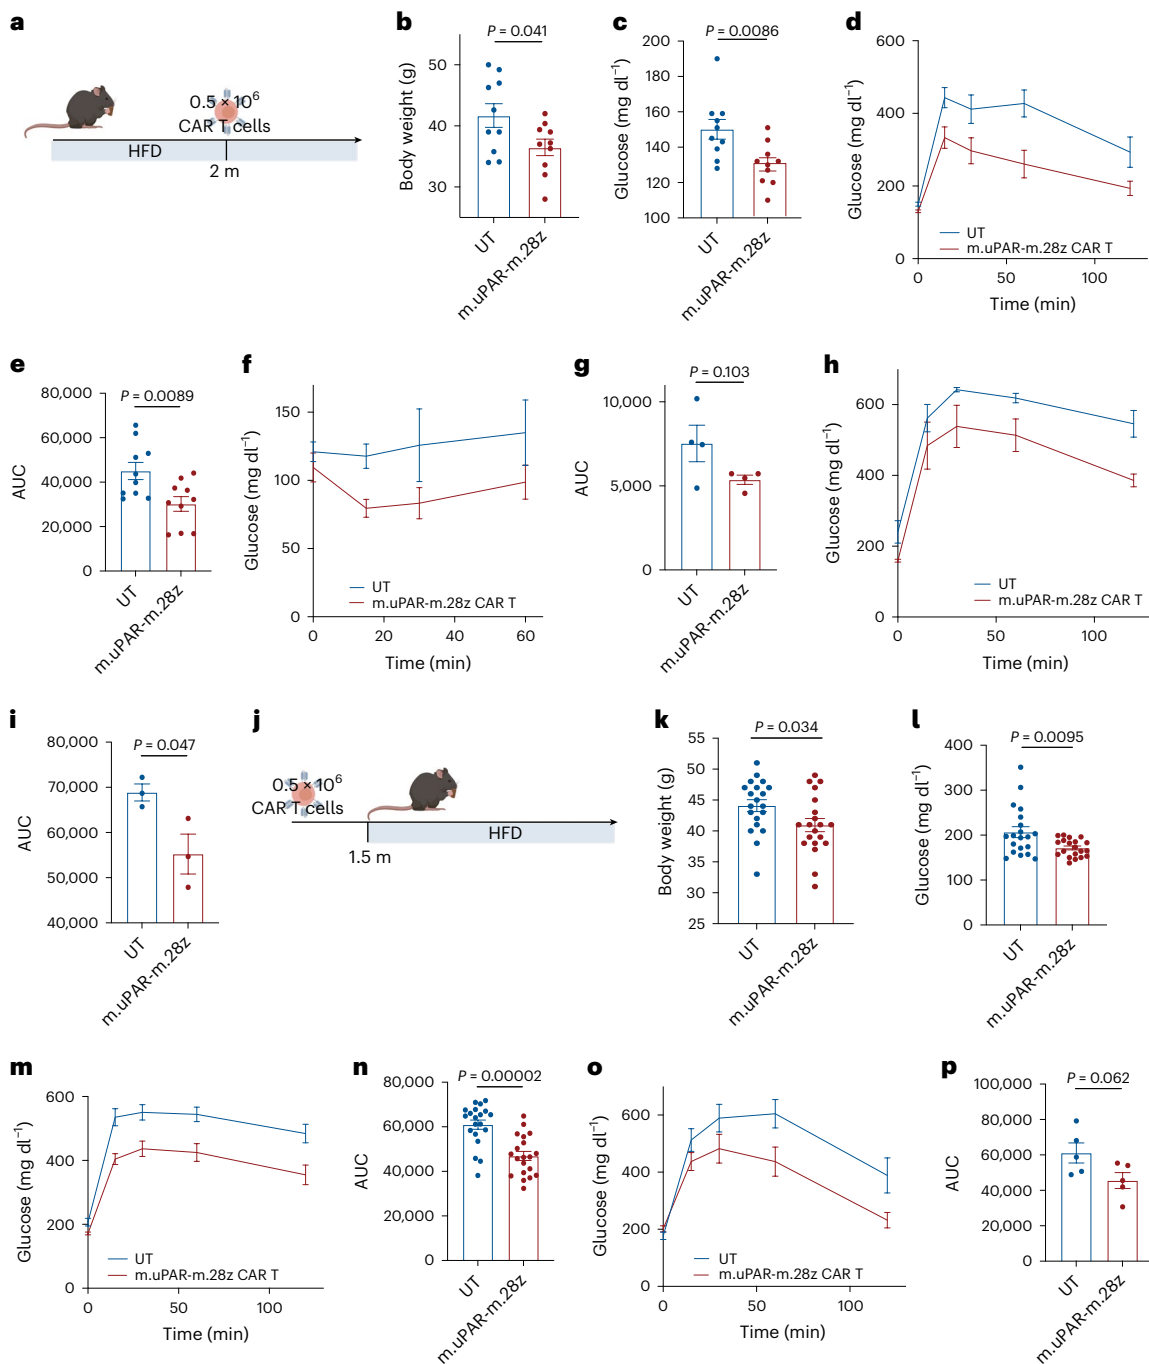 a
0.5 × 10⁶
CAR T cells
HFD
2 m
b
P = 0.041
Body weight (g)
50
40
30
UT
m.uPAR-m.28z
c
P = 0.0086
Glucose (mg dl⁻¹)
200
180
160
140
120
100
UT
m.uPAR-m.28z
d
Glucose (mg dl⁻¹)
600
400
200
0
UT
m.uPAR-m.28z CAR T
0 50 100
Time (min)
e
P = 0.0089
AUC
80,000
60,000
40,000
20,000
0
UT
m.uPAR-m.28z
f
Glucose (mg dl⁻¹)
150
100
50
0
UT
m.uPAR-m.28z CAR T
0 20 40 60
Time (min)
g
P = 0.103
AUC
10,000
5,000
0
UT
m.uPAR-m.28z
h
Glucose (mg dl⁻¹)
600
400
200
0
UT
m.uPAR-m.28z CAR T
0 50 100
Time (min)
i
P = 0.047
AUC
80,000
70,000
60,000
50,000
40,000
UT
m.uPAR-m.28z
j
0.5 × 10⁶
CAR T cells
HFD
1.5 m
k
P = 0.034
Body weight (g)
55
50
45
40
35
30
25
UT
m.uPAR-m.28z
l
P = 0.0095
Glucose (mg dl⁻¹)
400
300
200
100
0
UT
m.uPAR-m.28z
m
Glucose (mg dl⁻¹)
600
400
200
0
UT
m.uPAR-m.28z CAR T
0 50 100
Time (min)
n
P = 0.00002
AUC
80,000
60,000
40,000
20,000
0
UT
m.uPAR-m.28z
o
Glucose (mg dl⁻¹)
600
400
200
0
UT
m.uPAR-m.28z CAR T
0 50 100
Time (min)
p
P = 0.062
AUC
100,000
80,000
60,000
40,000
20,000
0
UT
m.uPAR-m.28z